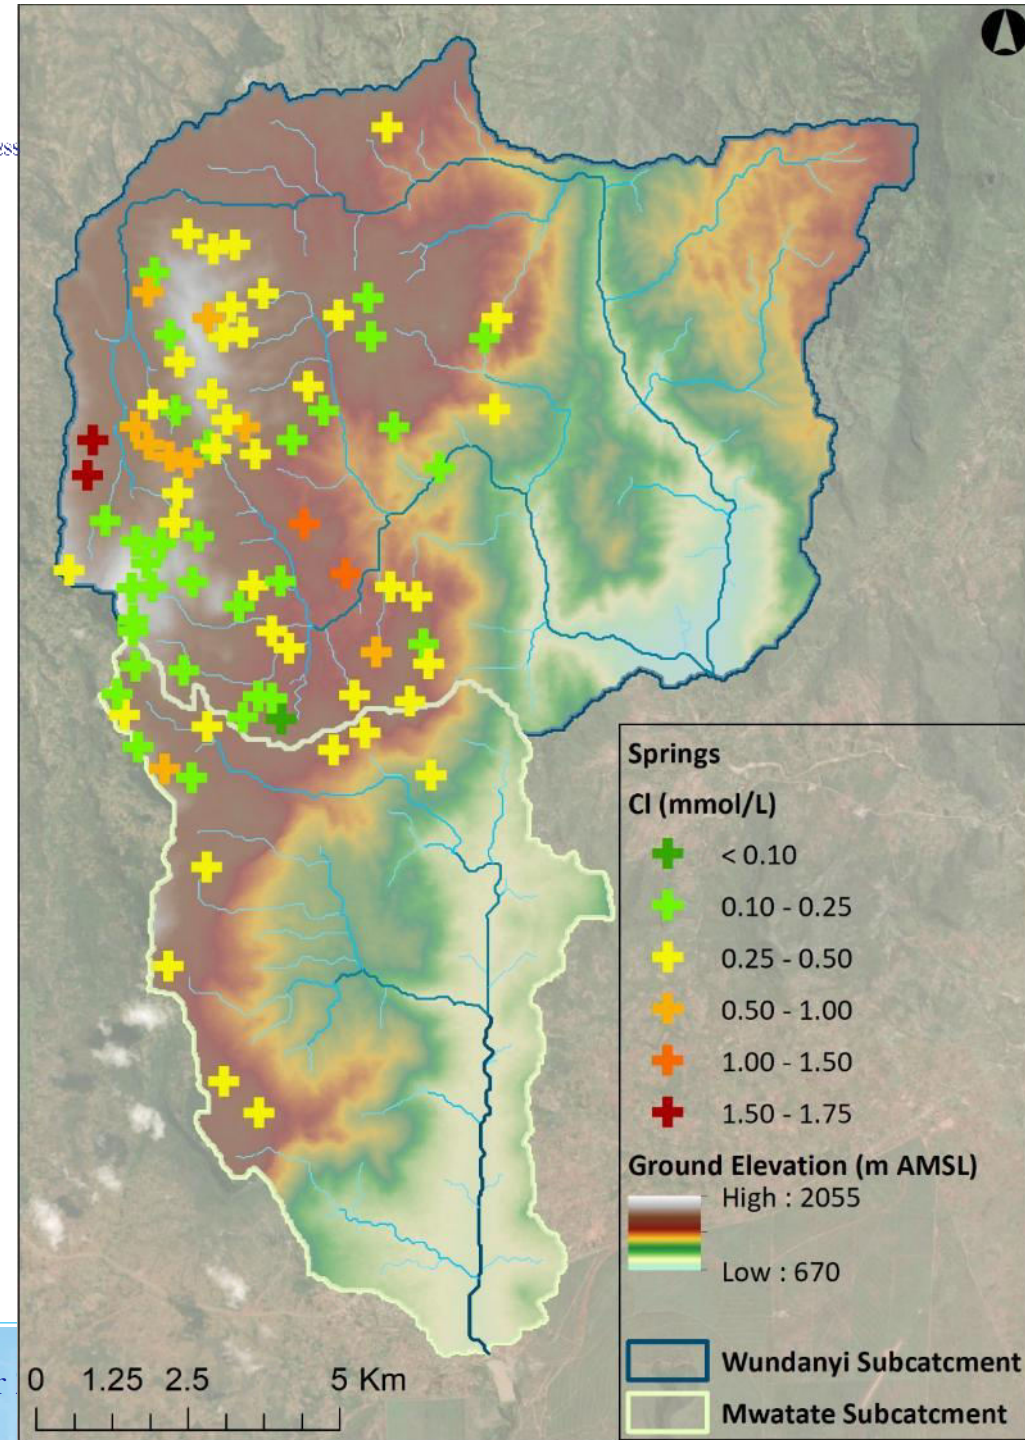 Springs
Cl (mmol/L)
< 0.10
0.10 - 0.25
0.25 - 0.50
0.50 - 1.00
1.00 - 1.50
1.50 - 1.75
Ground Elevation (m AMSL)
High : 2055
Low : 670
Wundanyi Subcatcment
Mwatate Subcatcment
0 1.25 2.5 5 Km